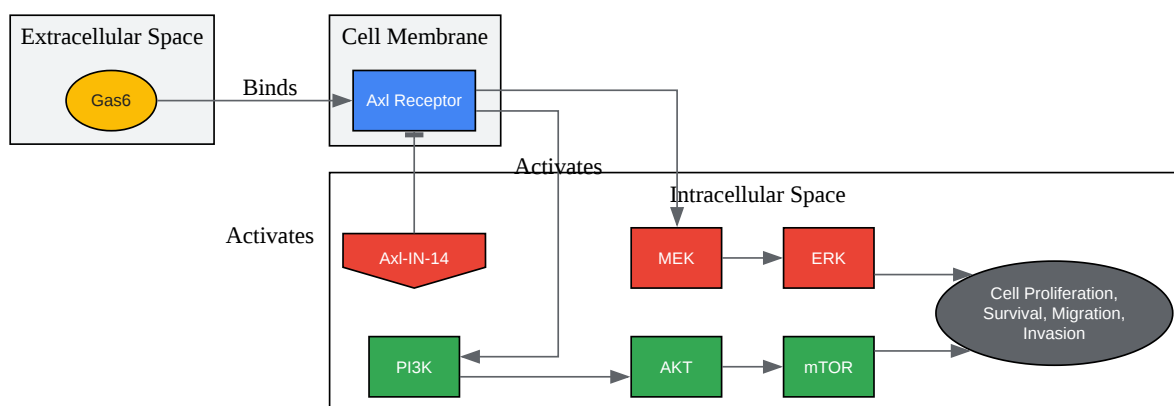 Extracellular Space
Cell Membrane
Gas6
Binds
Axl Receptor
Activates
Intracellular Space
Activates
Axl-IN-14
MEK
ERK
Cell Proliferation,
Survival, Migration,
Invasion
PI3K
AKT
mTOR